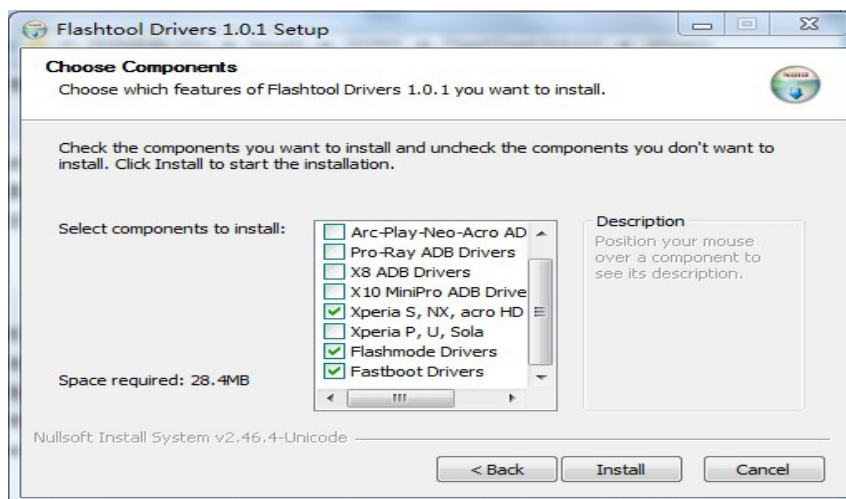 Flashtool Drivers 1.0.1 Setup
Choose Components
Choose which features of Flashtool Drivers 1.0.1 you want to install.
Check the components you want to install and uncheck the components you don't want to
install. Click Install to start the installation.
Select components to install:
Arc-Play-Neo-Acro AD
Pro-Ray ADB Drivers
X8 ADB Drivers
X10 MiniPro ADB Drive
Xperia S, NX, acro HD
Xperia P, U, Sola
Flashmode Drivers
Fastboot Drivers
Description
Position your mouse
over a component to
see its description.
Space required: 28.4MB
Nullsoft Install System v2.46.4-Unicode
< Back
Install
Cancel